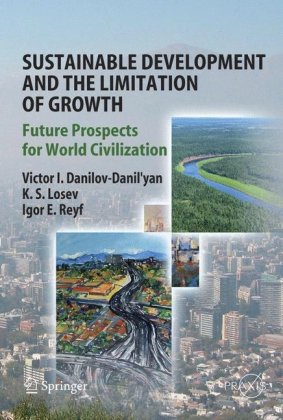 SUSTAINABLE DEVELOPMENT
AND THE LIMITATION
OF GROWTH
Future Prospects
for World Civilization
Victor I. Danilov-Danil'yan
K. S. Losev
Igor E. Reyf
Springer
PRAXIS